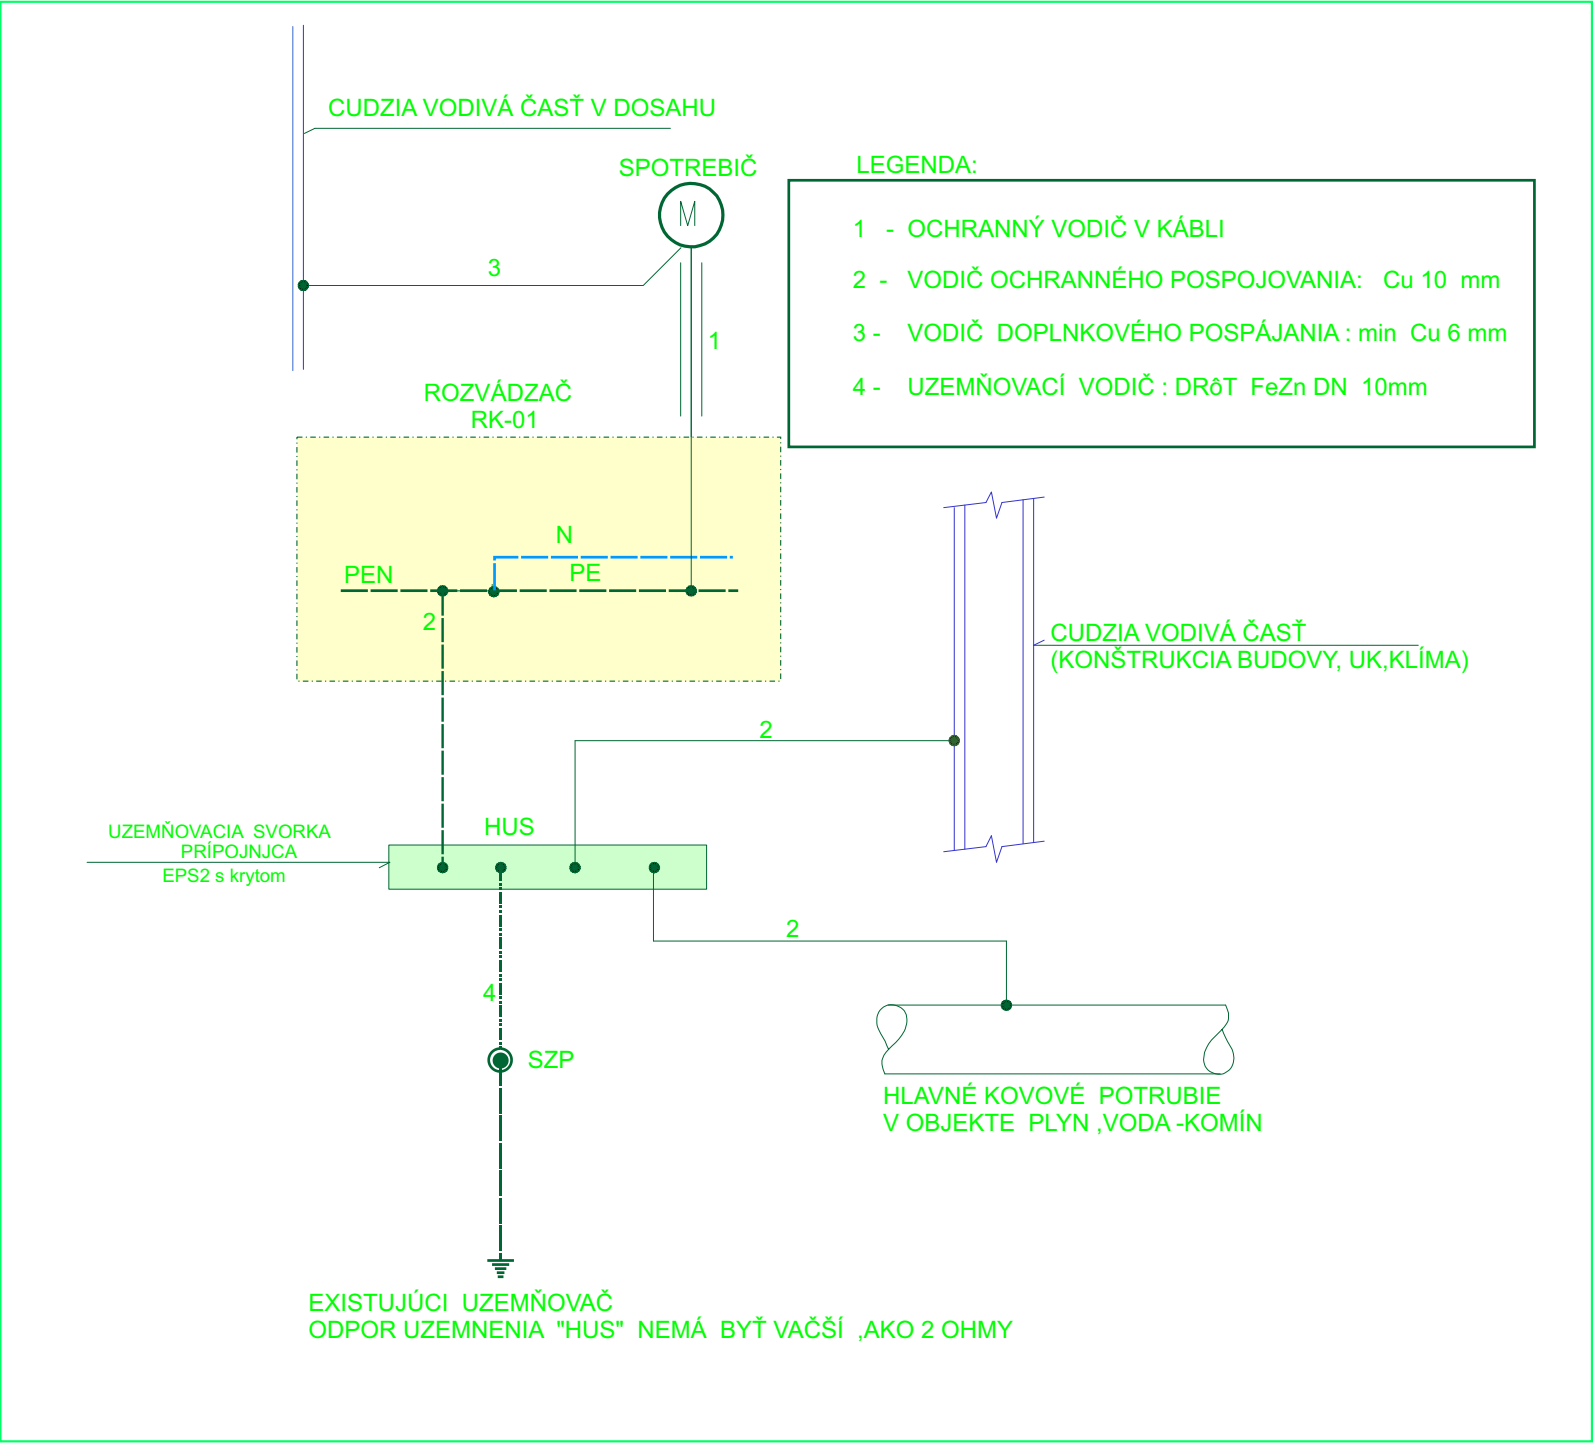 CUDZIA VODIVÁ ČASŤ V DOSAHU
SPOTREBIČ
M
LEGENDA:
1 - OCHRANNÝ VODIČ V KÁBLI
2 - VODIČ OCHRANNÉHO POSPOJOVANIA: Cu 10 mm
3 - VODIČ DOPLNKOVÉHO POSPÁJANIA : min Cu 6 mm
4 - UZEMŇOVACÍ VODIČ : DRôT FeZn DN 10mm
3
1
ROZVÁDZAČ
RK-01
N
PEN
PE
2
CUDZIA VODIVÁ ČASŤ
(KONŠTRUKCIA BUDOVY, UK,KLÍMA)
2
HUS
UZEMŇOVACIA SVORKA
PRÍPOJNJCA
EPS2 s krytom
2
4
SZP
HLAVNÉ KOVOVÉ POTRUBIE
V OBJEKTE PLYN ,VODA -KOMÍN
EXISTUJÚCI UZEMŇOVAČ
ODPOR UZEMNENIA "HUS" NEMÁ BYŤ VAČŠÍ ,AKO 2 OHMY